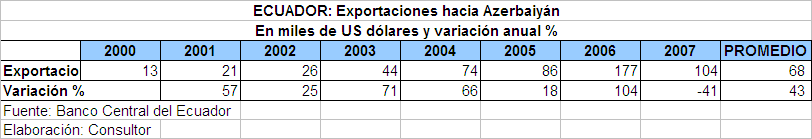 ECUADOR: Exportaciones hacia Azerbaiyán
En miles de US dólares y variación anual %
2000 2001 2002 2003 2004 2005 2006 2007 PROMEDIO
Exportacio 13 21 26 44 74 86 177 104 68
Variación % 57 25 71 66 18 104 -41 43
Fuente: Banco Central del Ecuador
Elaboración: Consultor